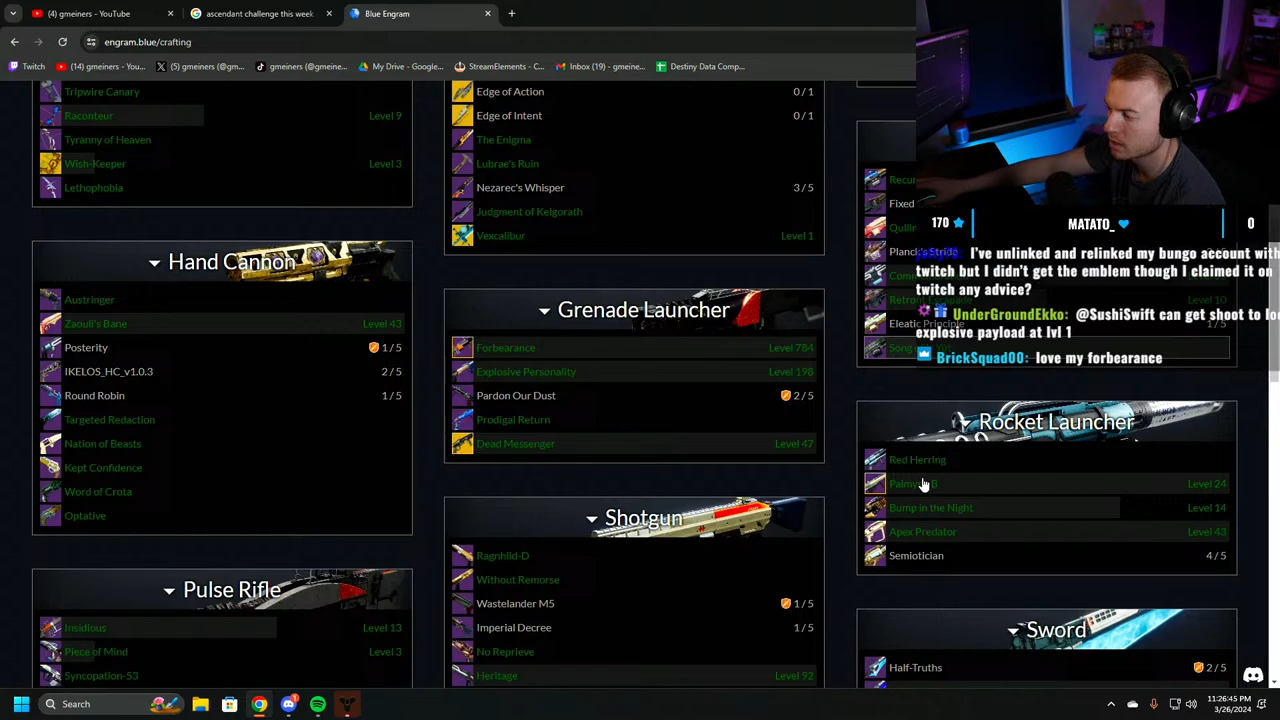 (4) gmeiners - YouTube
ascendant challenge this week
Blue Engram
engram.blue/crafting
Twitch
(14) gmeiners - You...
(5) gmeiners (@gm...
gmeiners (@gmeine...
My Drive - Google...
StreamElements - C...
Inbox (19) - gmeine...
Destiny Data Comp...
Tripwire Canary
Raconteur Level 9
Tyranny of Heaven
Wish-Keeper Level 3
Lethophobia
Hand Cannon
Austringer
Zaouli's Bane Level 43
Posterity 1 / 5
IKELOS_HC_v1.0.3 2 / 5
Round Robin 1 / 5
Targeted Redaction
Nation of Beasts
Kept Confidence
Word of Crota
Optative
Pulse Rifle
Insidious Level 13
Piece of Mind Level 3
Syncopation-53
Edge of Action 0 / 1
Edge of Intent 0 / 1
The Enigma
Lubrae's Ruin
Nezarec's Whisper 3 / 5
Judgment of Kelgorath
Vexcalibur Level 1
Grenade Launcher
Forbearance Level 784
Explosive Personality Level 198
Pardon Our Dust 2 / 5
Prodigal Return
Dead Messenger Level 47
Shotgun
Ragnhild-D
Without Remorse
Wastelander M5 1 / 5
Imperial Decree 1 / 5
No Reprieve
Heritage Level 92
Fixed
Level 10
Eleatic Principle 1 / 5
170
MATATO_
0
I've unlinked and relinked my bungo account with
twitch but I didn't get the emblem though I claimed it on
twitch any advice?
UnderGroundEkko: @SushiSwift can get shoot to loo
explosive payload at lvl 1
BrickSquad00: love my forbearance
Rocket Launcher
Red Herring
Level 24
Bump in the Night Level 14
Apex Predator Level 43
Semiotician 4 / 5
Sword
Half-Truths 2 / 5
Search
11:26:45 PM
3/26/2024